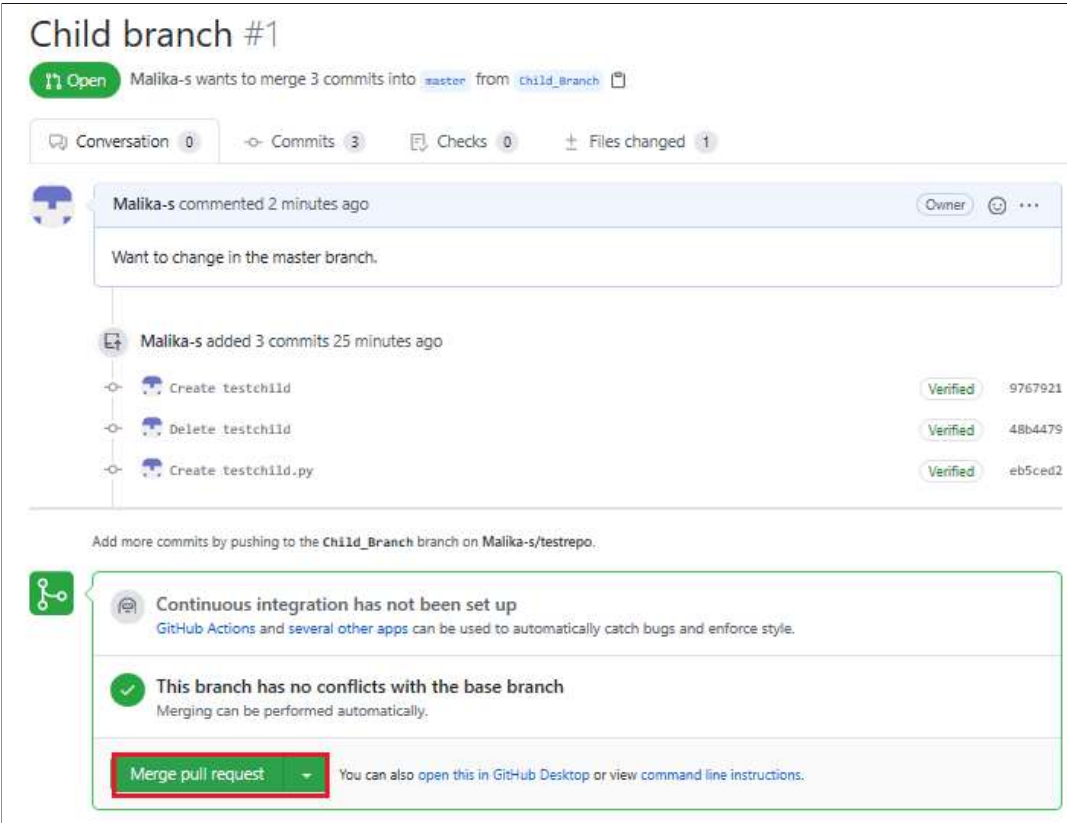 Child branch #1
Open Malika-s wants to merge 3 commits into master from Child_Branch
Conversation 0 Commits 3 Checks 0 Files changed 1
Malika-s commented 2 minutes ago Owner ...
Want to change in the master branch.
Malika-s added 3 commits 25 minutes ago
Create testchild Verified 9767921
Delete testchild Verified 48b4479
Create testchild.py Verified eb5ced2
Add more commits by pushing to the Child_Branch branch on Malika-s/testrepo.
Continuous integration has not been set up
GitHub Actions and several other apps can be used to automatically catch bugs and enforce style.
This branch has no conflicts with the base branch
Merging can be performed automatically.
Merge pull request You can also open this in GitHub Desktop or view command line instructions.